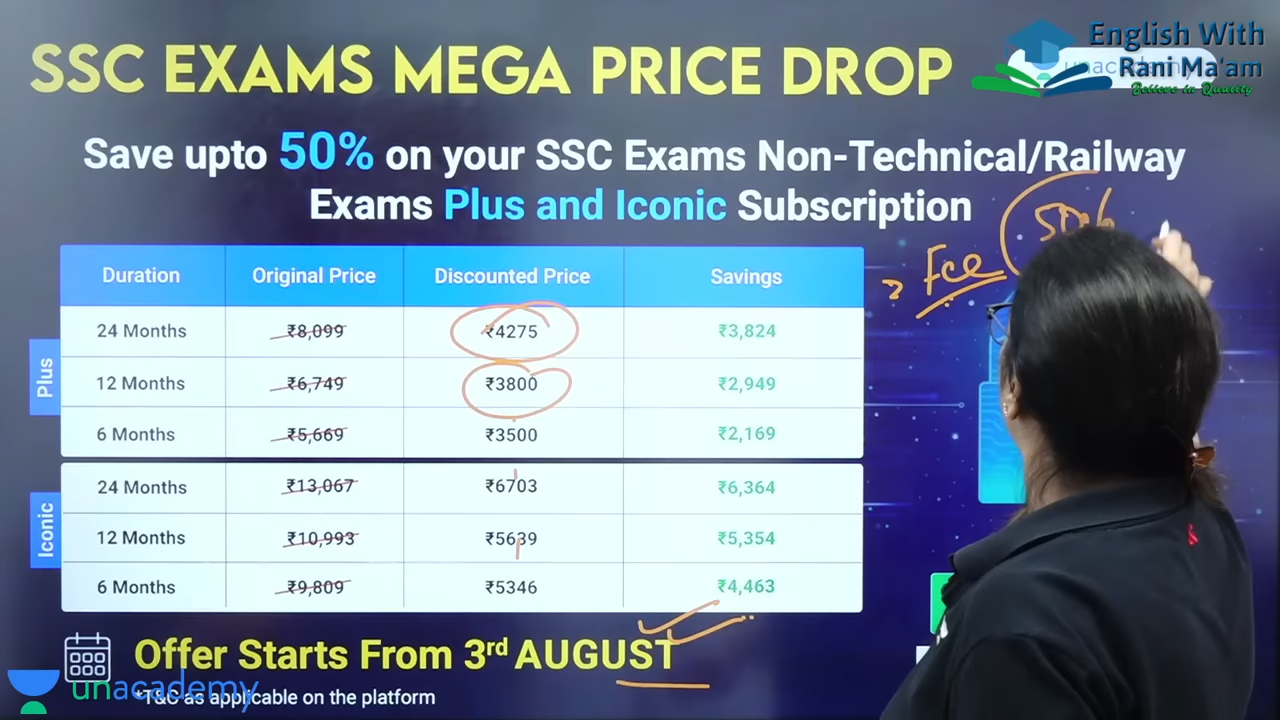 SSC EXAMS MEGA PRICE DROP
English With
Rani Ma'am
Believe in Quality
unacademy
Save upto 50% on your SSC Exams Non-Technical/Railway
Exams Plus and Iconic Subscription
Fee
Duration Original Price Discounted Price Savings
Plus
24 Months ₹8,099 ₹4275 ₹3,824
12 Months ₹6,749 ₹3800 ₹2,949
6 Months ₹5,669 ₹3500 ₹2,169
Iconic
24 Months ₹13,067 ₹6703 ₹6,364
12 Months ₹10,993 ₹5639 ₹5,354
6 Months ₹9,809 ₹5346 ₹4,463
Offer Starts From 3rd AUGUST
unacademy
*T&C as applicable on the platform